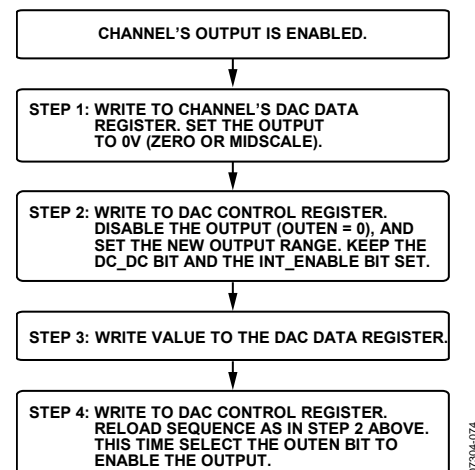 CHANNEL'S OUTPUT IS ENABLED.
STEP 1: WRITE TO CHANNEL'S DAC DATA
REGISTER. SET THE OUTPUT
TO 0V (ZERO OR MIDSCALE).
STEP 2: WRITE TO DAC CONTROL REGISTER.
DISABLE THE OUTPUT (OUTEN = 0), AND
SET THE NEW OUTPUT RANGE. KEEP THE
DC_DC BIT AND THE INT_ENABLE BIT SET.
STEP 3: WRITE VALUE TO THE DAC DATA REGISTER.
STEP 4: WRITE TO DAC CONTROL REGISTER.
RELOAD SEQUENCE AS IN STEP 2 ABOVE.
THIS TIME SELECT THE OUTEN BIT TO
ENABLE THE OUTPUT.
7304-074